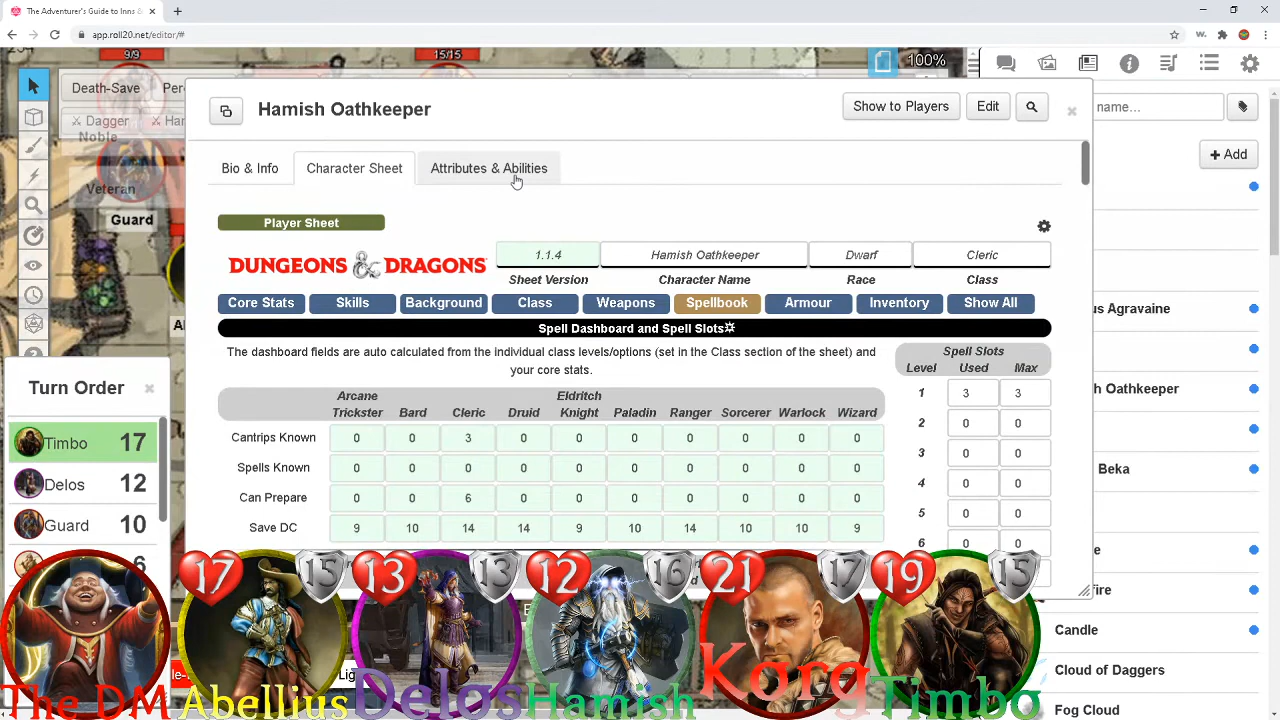 The Adventurer's Guide to Inns &
app.roll20.net/editor/#
9/9
15/15
100%
Death-Save
Dagger
Noble
Veteran
Guard
Hamish Oathkeeper
Show to Players
Edit
name...
+ Add
Bio & Info
Character Sheet
Attributes & Abilities
Player Sheet
DUNGEONS & DRAGONS
1.1.4
Hamish Oathkeeper
Dwarf
Cleric
Sheet Version
Character Name
Race
Class
Core Stats
Skills
Background
Class
Weapons
Spellbook
Armour
Inventory
Show All
Spell Dashboard and Spell Slots
The dashboard fields are auto calculated from the individual class levels/options (set in the Class section of the sheet) and
your core stats.
Spell Slots
Level Used Max
1 3 3
2 0 0
3 0 0
4 0 0
5 0 0
6 0 0
Arcane Trickster Bard Cleric Druid Eldritch Knight Paladin Ranger Sorcerer Warlock Wizard
Cantrips Known 0 0 3 0 0 0 0 0 0 0
Spells Known 0 0 0 0 0 0 0 0 0 0
Can Prepare 0 0 6 0 0 0 0 0 0 0
Save DC 9 10 14 14 9 10 14 10 10 9
Turn Order
Timbo 17
Delos 12
Guard 10
6
us Agravaine
h Oathkeeper
Beka
e
fire
Candle
Cloud of Daggers
Fog Cloud
17
15
13
13
12
16
21
17
19
15
The DM
Abellius
Delos
Hamish
Karg
Timbo